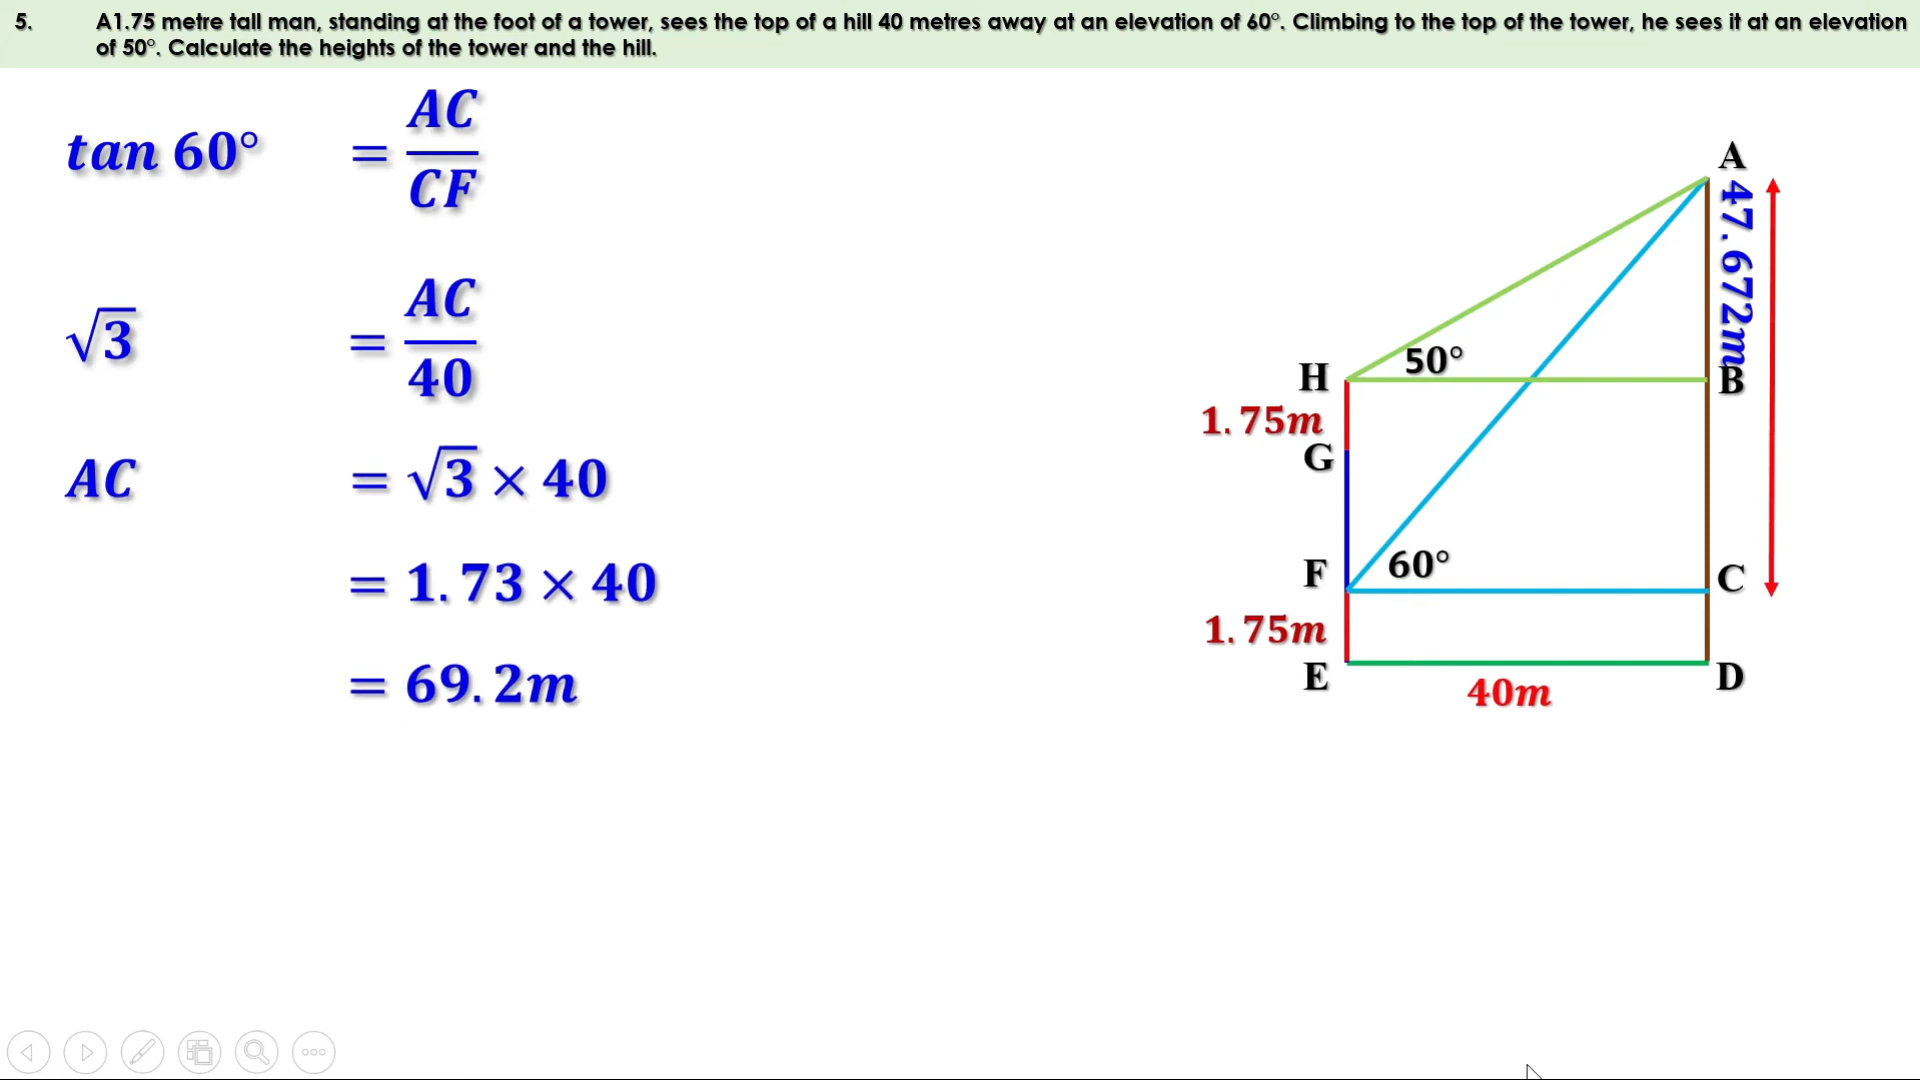 5. A1.75 metre tall man, standing at the foot of a tower, sees the top of a hill 40 metres away at an elevation of 60°. Climbing to the top of the tower, he sees it at an elevation
of 50°. Calculate the heights of the tower and the hill.
tan 60° = AC/CF
√3 = AC/40
AC = √3 × 40
= 1.73 × 40
= 69.2m
A
47.672m
50°
H
B
1.75m
G
F
60°
C
1.75m
E
D
40m